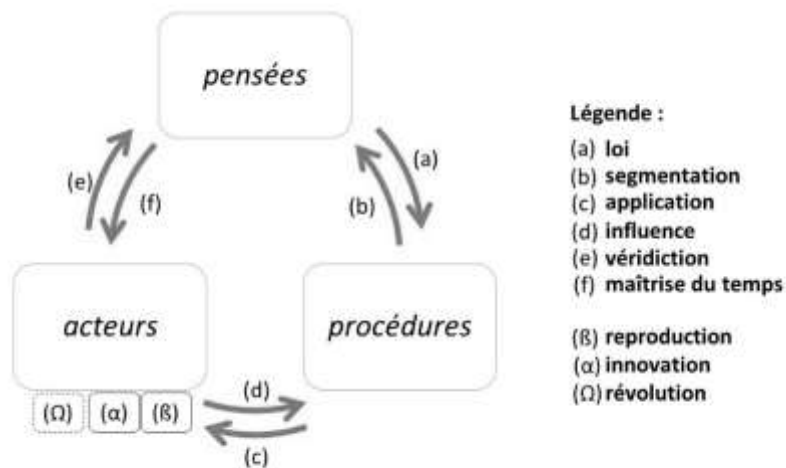 pensées
(e)
(f)
(a)
(b)
acteurs
procédures
(Ω)
(α)
(ß)
(d)
(c)
Légende :
(a) loi
(b) segmentation
(c) application
(d) influence
(e) véridiction
(f) maîtrise du temps
(ß) reproduction
(α) innovation
(Ω) révolution